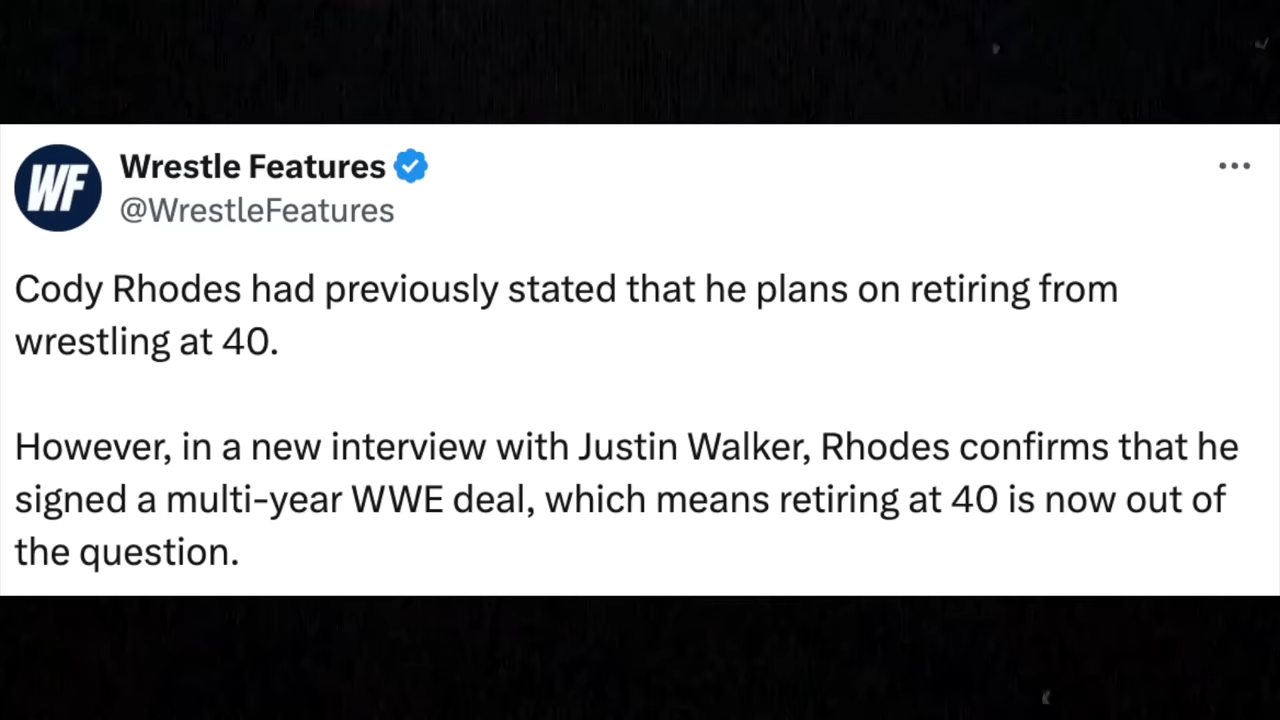 WF
Wrestle Features
@WrestleFeatures
Cody Rhodes had previously stated that he plans on retiring from
wrestling at 40.
However, in a new interview with Justin Walker, Rhodes confirms that he
signed a multi-year WWE deal, which means retiring at 40 is now out of
the question.